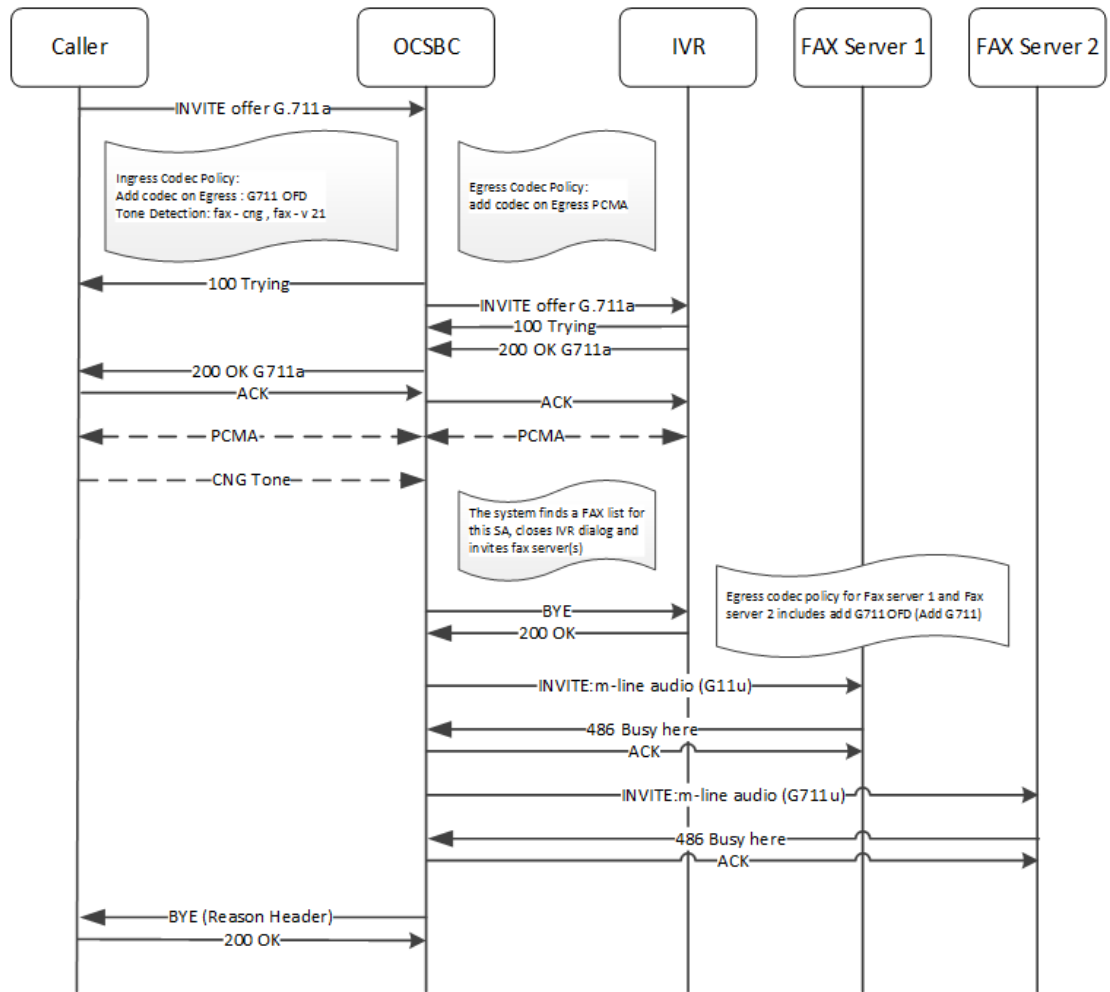 Caller
OCSBC
IVR
FAX Server 1
FAX Server 2
INVITE offer G.711a
Ingress Codec Policy:
Add codec on Egress : G711 OFD
Tone Detection: fax - cng , fax - v 21
Egress Codec Policy:
add codec on Egress PCMA
100 Trying
INVITE offer G.711a
100 Trying
200 OK G711a
200 OK G711a
ACK
ACK
PCMA
PCMA
CNG Tone
The system finds a FAX list for
this SA, closes IVR dialog and
invites fax server(s)
Egress codec policy for Fax server 1 and Fax
server 2 includes add G711OFD (Add G711)
BYE
200 OK
INVITE:m-line audio (G11u)
486 Busy here
ACK
INVITE:m-line audio (G711u)
486 Busy here
ACK
BYE (Reason Header)
200 OK